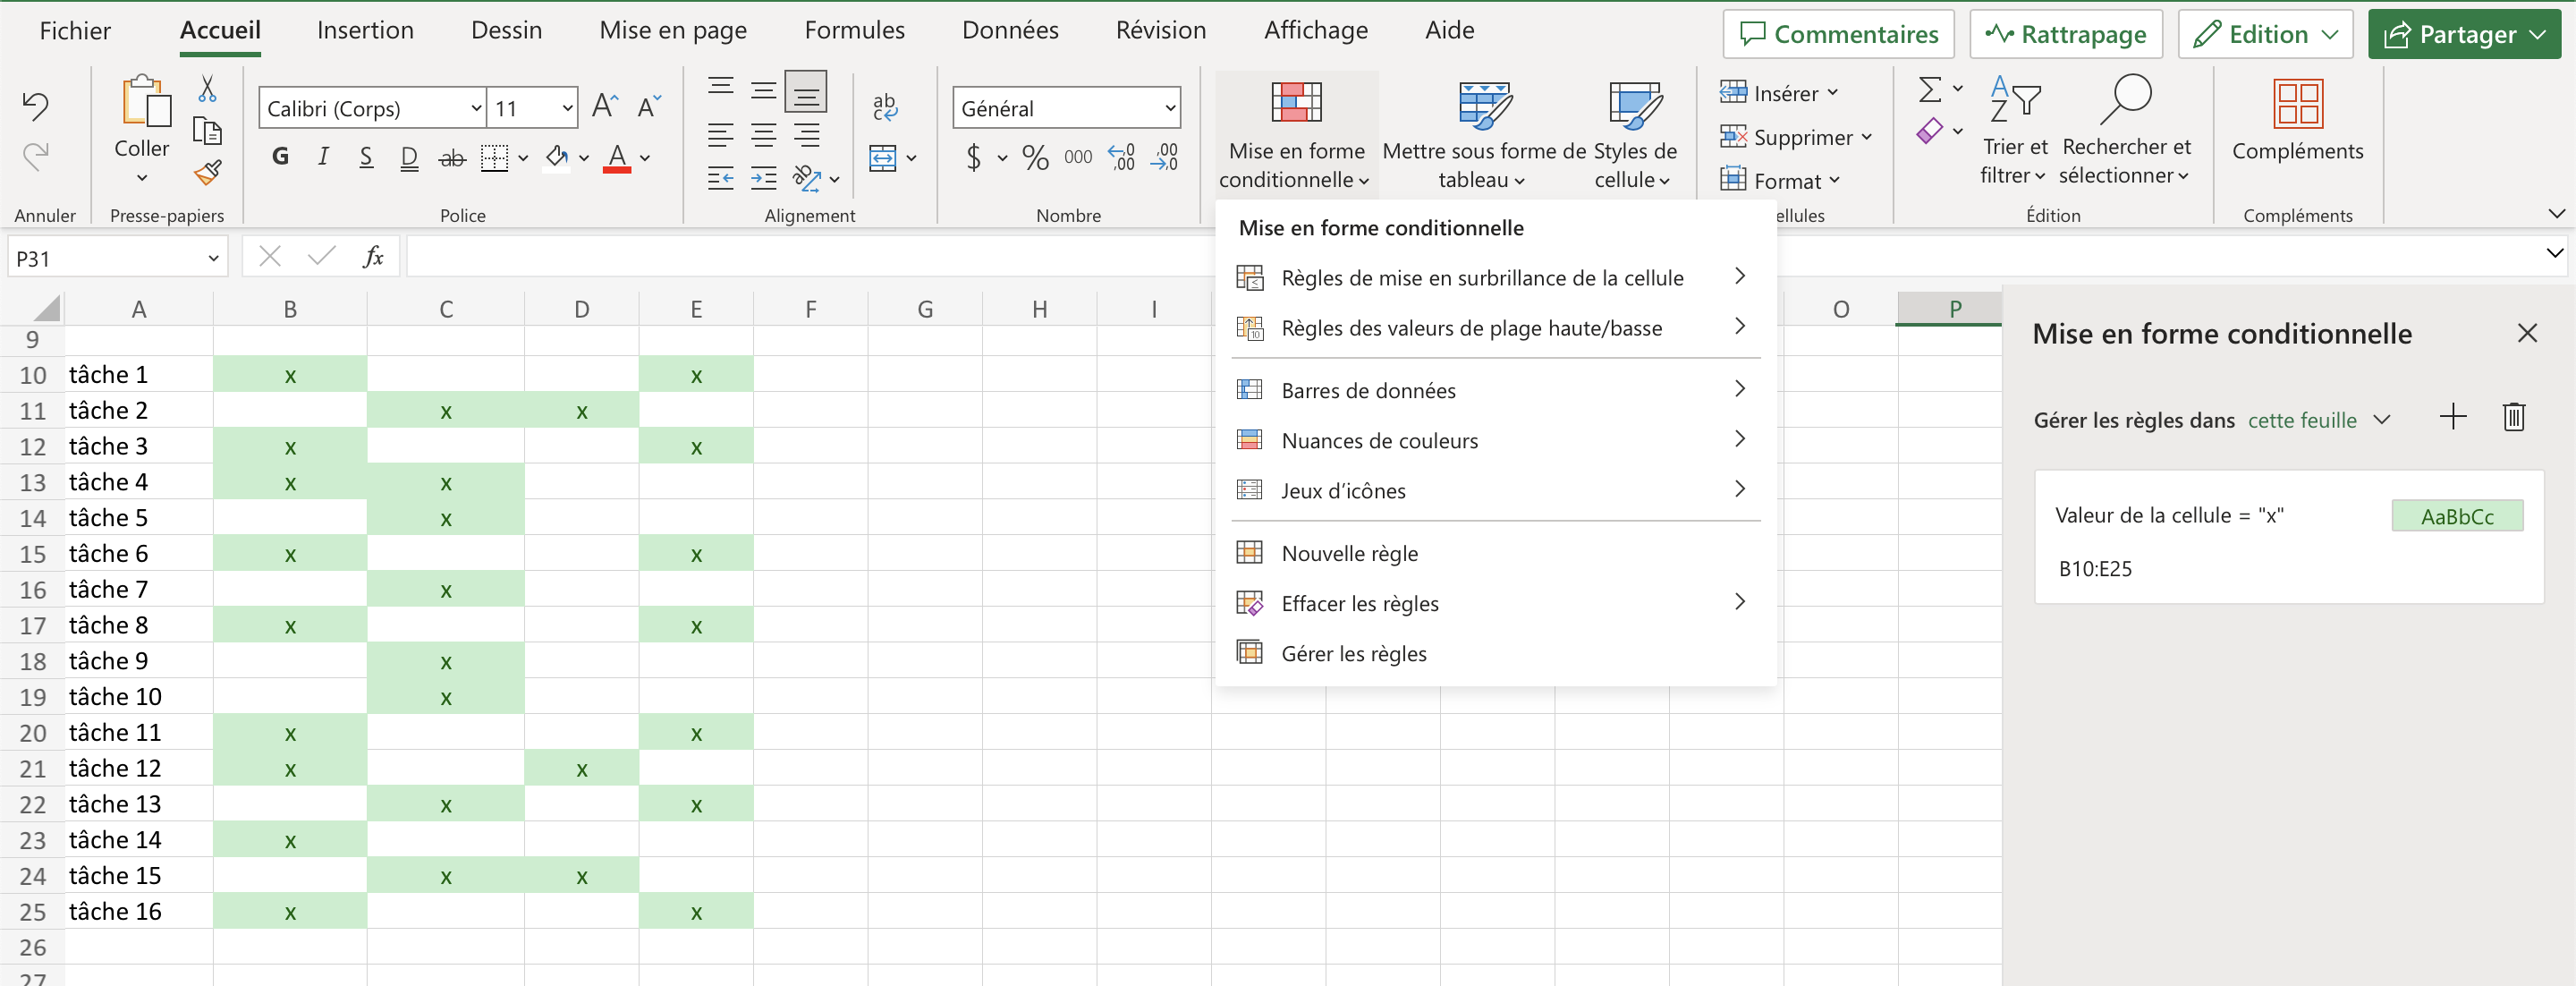 Fichier Accueil Insertion Dessin Mise en page Formules Données Révision Affichage Aide Commentaires Rattrapage Edition Partager
Coller
Calibri (Corps) 11 A A
G I S D ab A
ab
c
ab
Général
$ % 000 ,00 ,00
Mise en forme conditionnelle
Mettre sous forme de tableau
Styles de cellule
Insérer
Supprimer
Format
Σ
A
Z
Trier et filtrer
Rechercher et sélectionner
Compléments
Annuler Presse-papiers Police Alignement Nombre ellules Édition Compléments
P31 fx
Mise en forme conditionnelle
Règles de mise en surbrillance de la cellule
Règles des valeurs de plage haute/basse
Barres de données
Nuances de couleurs
Jeux d’icônes
Nouvelle règle
Effacer les règles
Gérer les règles
A B C D E F G H I O P
9
10 tâche 1 x x
11 tâche 2 x x
12 tâche 3 x x
13 tâche 4 x x
14 tâche 5 x
15 tâche 6 x x
16 tâche 7 x
17 tâche 8 x x
18 tâche 9 x
19 tâche 10 x
20 tâche 11 x x
21 tâche 12 x x
22 tâche 13 x x
23 tâche 14 x
24 tâche 15 x x
25 tâche 16 x x
26
27
Mise en forme conditionnelle
Gérer les règles dans cette feuille
Valeur de la cellule = "x" AaBbCc
B10:E25